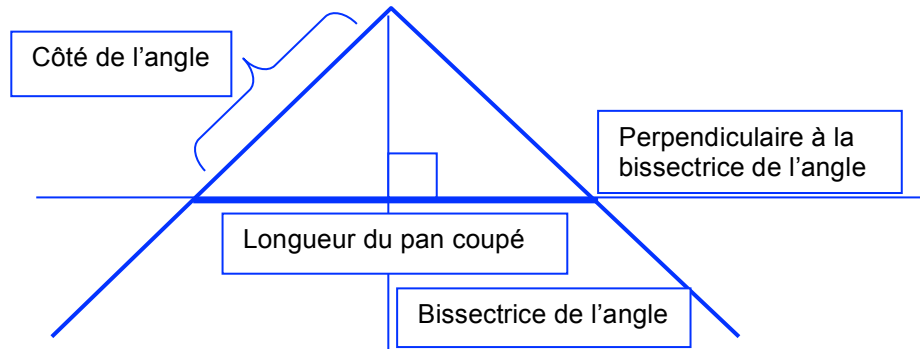 Côté de l’angle
Perpendiculaire à la
bissectrice de l’angle
Longueur du pan coupé
Bissectrice de l’angle